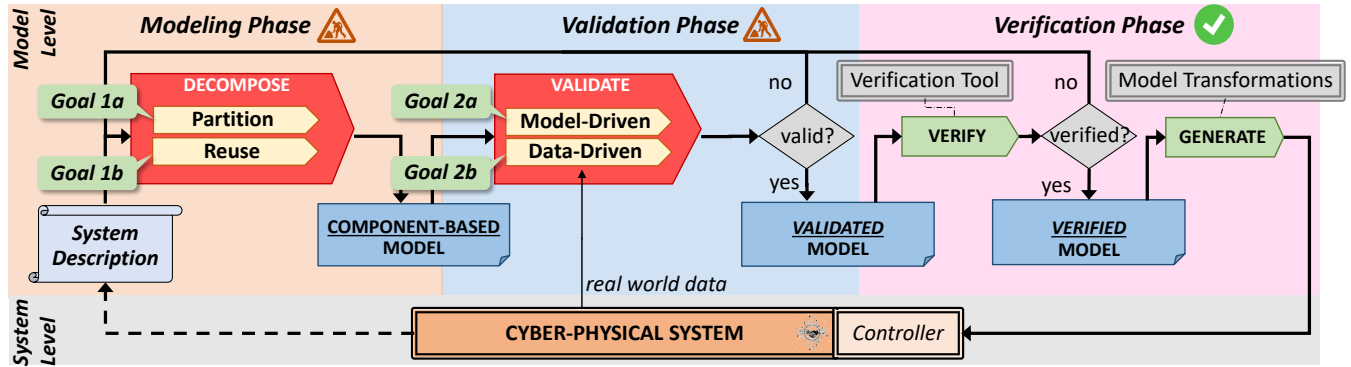 Model
Level
Modeling Phase
Validation Phase
Verification Phase
DECOMPOSE
Goal 1a
Partition
Reuse
Goal 1b
System
Description
COMPONENT-BASED
MODEL
VALIDATE
Goal 2a
Model-Driven
Data-Driven
Goal 2b
real world data
no
valid?
yes
VALIDATED
MODEL
Verification Tool
VERIFY
no
verified?
yes
VERIFIED
MODEL
Model Transformations
GENERATE
System
Level
CYBER-PHYSICAL SYSTEM
Controller